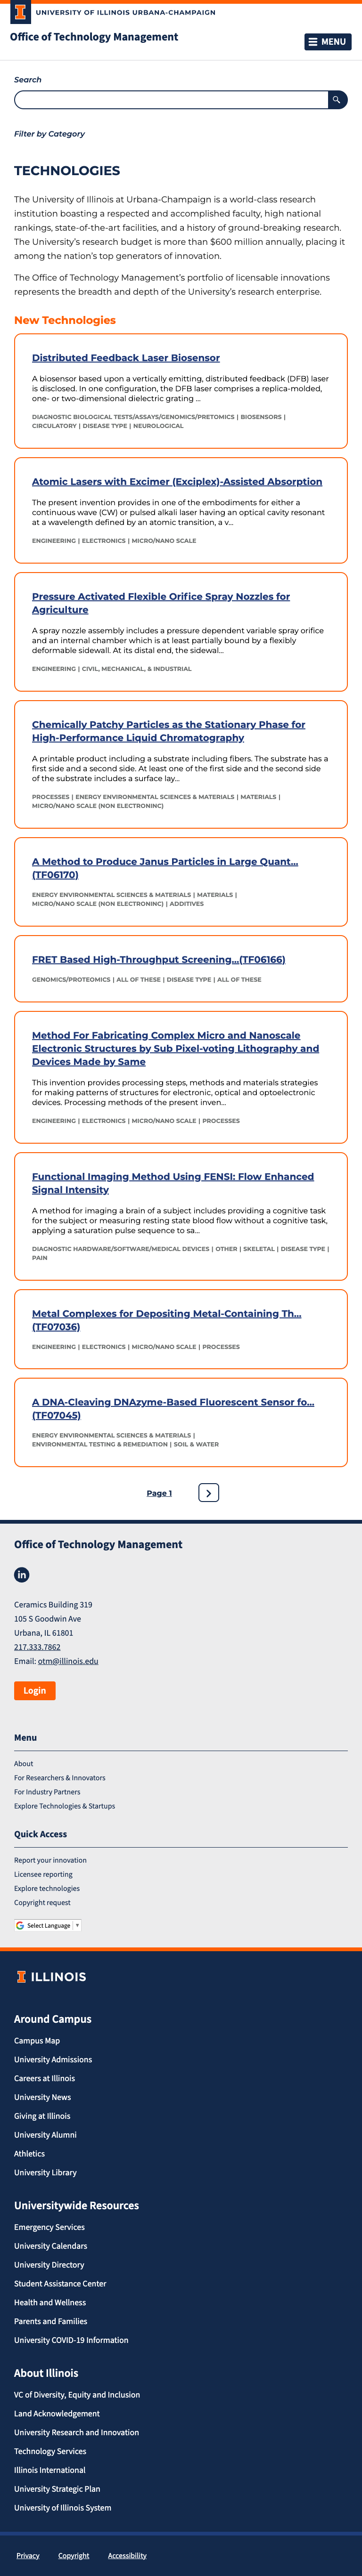 UNIVERSITY OF ILLINOIS URBANA-CHAMPAIGN
Office of Technology Management
MENU
Search
Filter by Category
TECHNOLOGIES
The University of Illinois at Urbana-Champaign is a world-class research
institution boasting a respected and accomplished faculty, high national
rankings, state-of-the-art facilities, and a history of ground-breaking research.
The University's research budget is more than $600 million annually, placing it
among the nation's top generators of innovation.
The Office of Technology Management's portfolio of licensable innovations
represents the breadth and depth of the University's research enterprise.
New Technologies
Distributed Feedback Laser Biosensor
A biosensor based upon a vertically emitting, distributed feedback (DFB) laser
is disclosed. In one configuration, the DFB laser comprises a replica-molded,
one- or two-dimensional dielectric grating ...
DIAGNOSTIC BIOLOGICAL TESTS/ASSAYS/GENOMICS/PRETOMICS | BIOSENSORS |
CIRCULATORY | DISEASE TYPE | NEUROLOGICAL
Atomic Lasers with Excimer (Exciplex)-Assisted Absorption
The present invention provides in one of the embodiments for either a
continuous wave (CW) or pulsed alkali laser having an optical cavity resonant
at a wavelength defined by an atomic transition, a v...
ENGINEERING | ELECTRONICS | MICRO/NANO SCALE
Pressure Activated Flexible Orifice Spray Nozzles for
Agriculture
A spray nozzle assembly includes a pressure dependent variable spray orifice
and an internal chamber which is at least partially bound by a flexibly
deformable sidewall. At its distal end, the sidewal...
ENGINEERING | CIVIL, MECHANICAL, & INDUSTRIAL
Chemically Patchy Particles as the Stationary Phase for
High-Performance Liquid Chromatography
A printable product including a substrate including fibers. The substrate has a
first side and a second side. At least one of the first side and the second side
of the substrate includes a surface lay...
PROCESSES | ENERGY ENVIRONMENTAL SCIENCES & MATERIALS | MATERIALS |
MICRO/NANO SCALE (NON ELECTRONINC)
A Method to Produce Janus Particles in Large Quant...
(TF06170)
ENERGY ENVIRONMENTAL SCIENCES & MATERIALS | MATERIALS |
MICRO/NANO SCALE (NON ELECTRONINC) | ADDITIVES
FRET Based High-Throughput Screening...(TF06166)
GENOMICS/PROTEOMICS | ALL OF THESE | DISEASE TYPE | ALL OF THESE
Method For Fabricating Complex Micro and Nanoscale
Electronic Structures by Sub Pixel-voting Lithography and
Devices Made by Same
This invention provides processing steps, methods and materials strategies
for making patterns of structures for electronic, optical and optoelectronic
devices. Processing methods of the present inven...
ENGINEERING | ELECTRONICS | MICRO/NANO SCALE | PROCESSES
Functional Imaging Method Using FENSI: Flow Enhanced
Signal Intensity
A method for imaging a brain of a subject includes providing a cognitive task
for the subject or measuring resting state blood flow without a cognitive task,
applying a saturation pulse sequence to sa...
DIAGNOSTIC HARDWARE/SOFTWARE/MEDICAL DEVICES | OTHER | SKELETAL | DISEASE TYPE |
PAIN
Metal Complexes for Depositing Metal-Containing Th...
(TF07036)
ENGINEERING | ELECTRONICS | MICRO/NANO SCALE | PROCESSES
A DNA-Cleaving DNAzyme-Based Fluorescent Sensor fo...
(TF07045)
ENERGY ENVIRONMENTAL SCIENCES & MATERIALS |
ENVIRONMENTAL TESTING & REMEDIATION | SOIL & WATER
Page 1
Office of Technology Management
in
Ceramics Building 319
105 S Goodwin Ave
Urbana, IL 61801
217.333.7862
Email: otm@illinois.edu
Login
Menu
About
For Researchers & Innovators
For Industry Partners
Explore Technologies & Startups
Quick Access
Report your innovation
Licensee reporting
Explore technologies
Copyright request
Select Language
ILLINOIS
Around Campus
Campus Map
University Admissions
Careers at Illinois
University News
Giving at Illinois
University Alumni
Athletics
University Library
Universitywide Resources
Emergency Services
University Calendars
University Directory
Student Assistance Center
Health and Wellness
Parents and Families
University COVID-19 Information
About Illinois
VC of Diversity, Equity and Inclusion
Land Acknowledgement
University Research and Innovation
Technology Services
Illinois International
University Strategic Plan
University of Illinois System
Privacy Copyright Accessibility